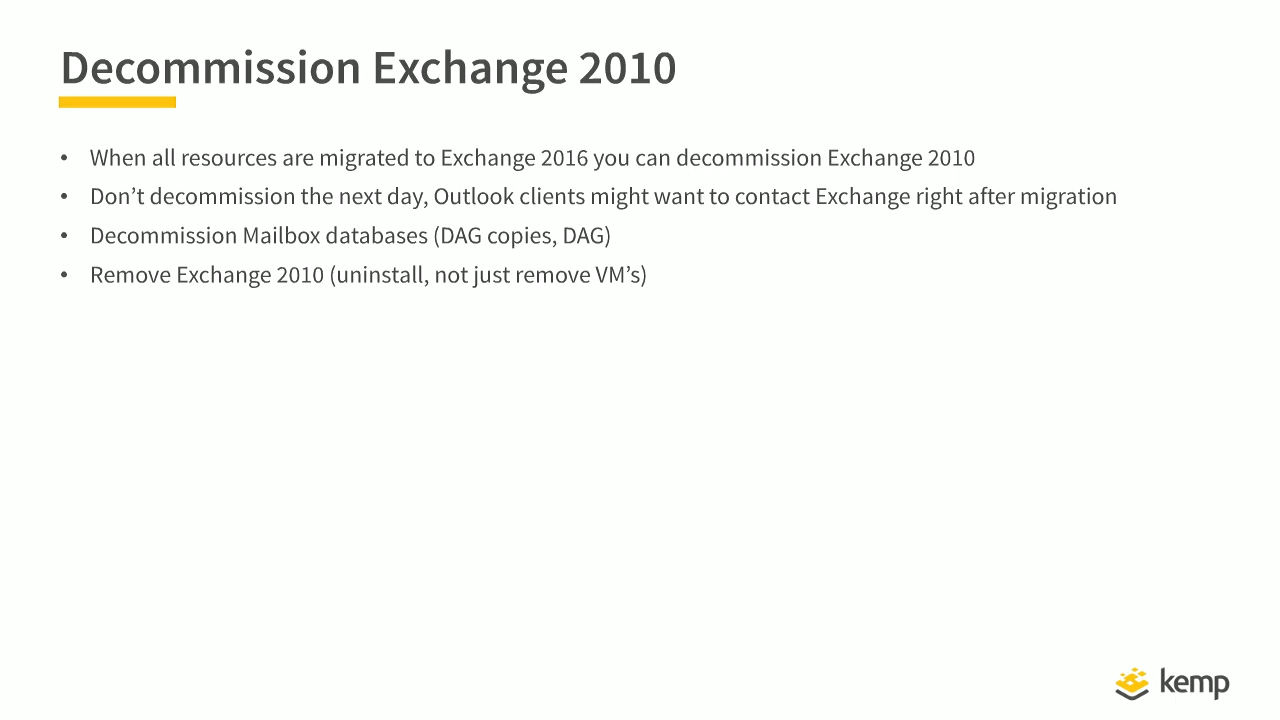 Decommission Exchange 2010
• When all resources are migrated to Exchange 2016 you can decommission Exchange 2010
• Don’t decommission the next day, Outlook clients might want to contact Exchange right after migration
• Decommission Mailbox databases (DAG copies, DAG)
• Remove Exchange 2010 (uninstall, not just remove VM’s)
kemp